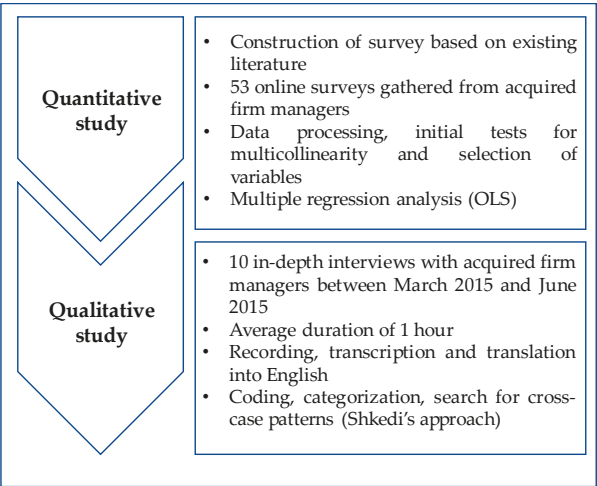 Quantitative
study
• Construction of survey based on existing
literature
• 53 online surveys gathered from acquired
firm managers
• Data processing, initial tests for
multicollinearity and selection of
variables
• Multiple regression analysis (OLS)
Qualitative
study
• 10 in-depth interviews with acquired firm
managers between March 2015 and June
2015
• Average duration of 1 hour
• Recording, transcription and translation
into English
• Coding, categorization, search for cross-
case patterns (Shkedi's approach)